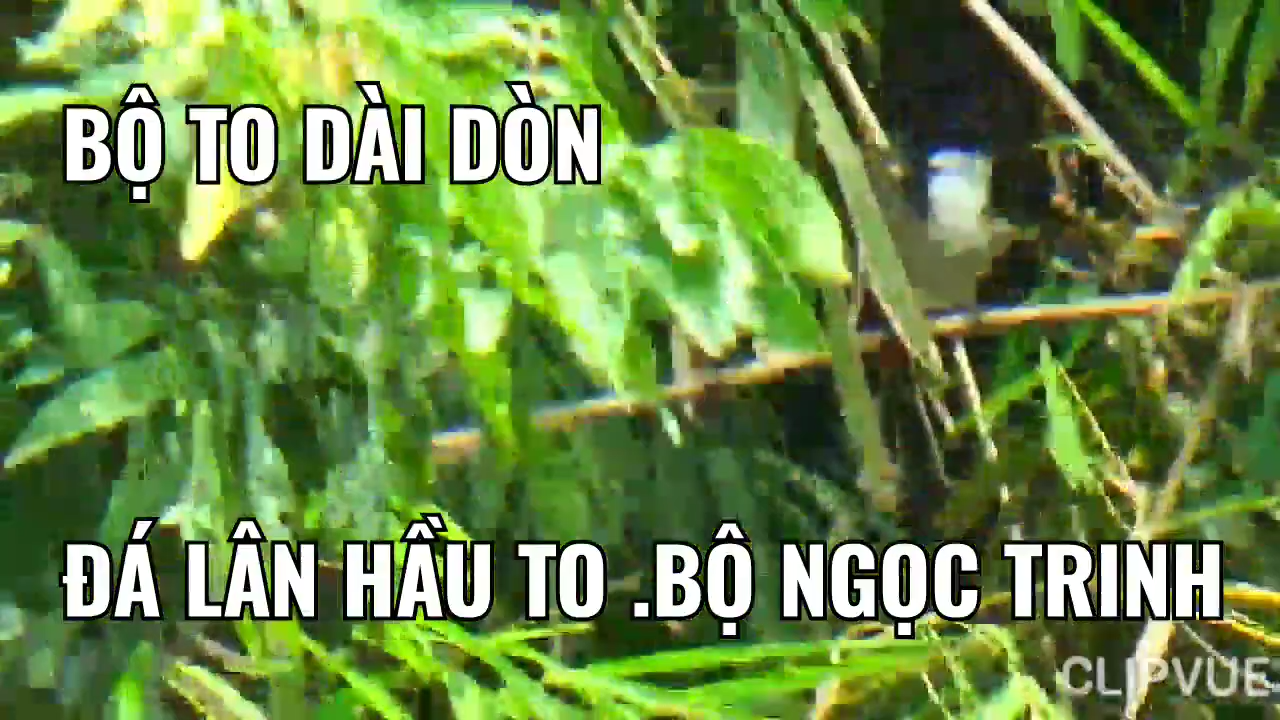 BỘ TO DÀI DÒN
ĐÁ LÂN HẦU TO .BỘ NGỌC TRINH
CLIPVUE